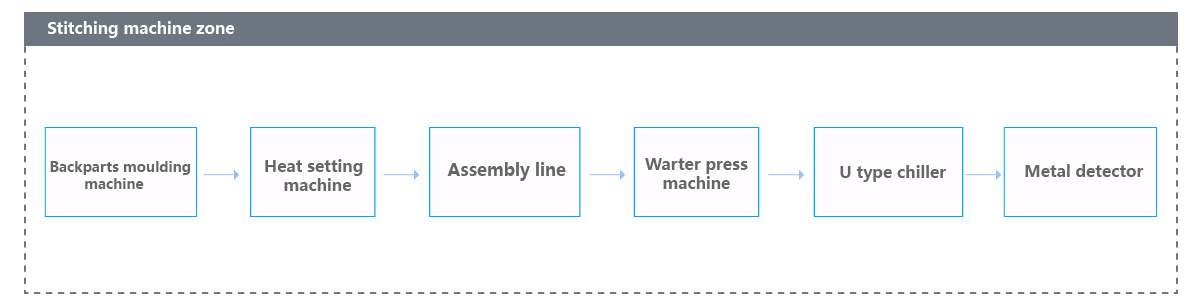 Stitching machine zone
Backparts moulding
machine
Heat setting
machine
Assembly line
Warter press
machine
U type chiller
Metal detector